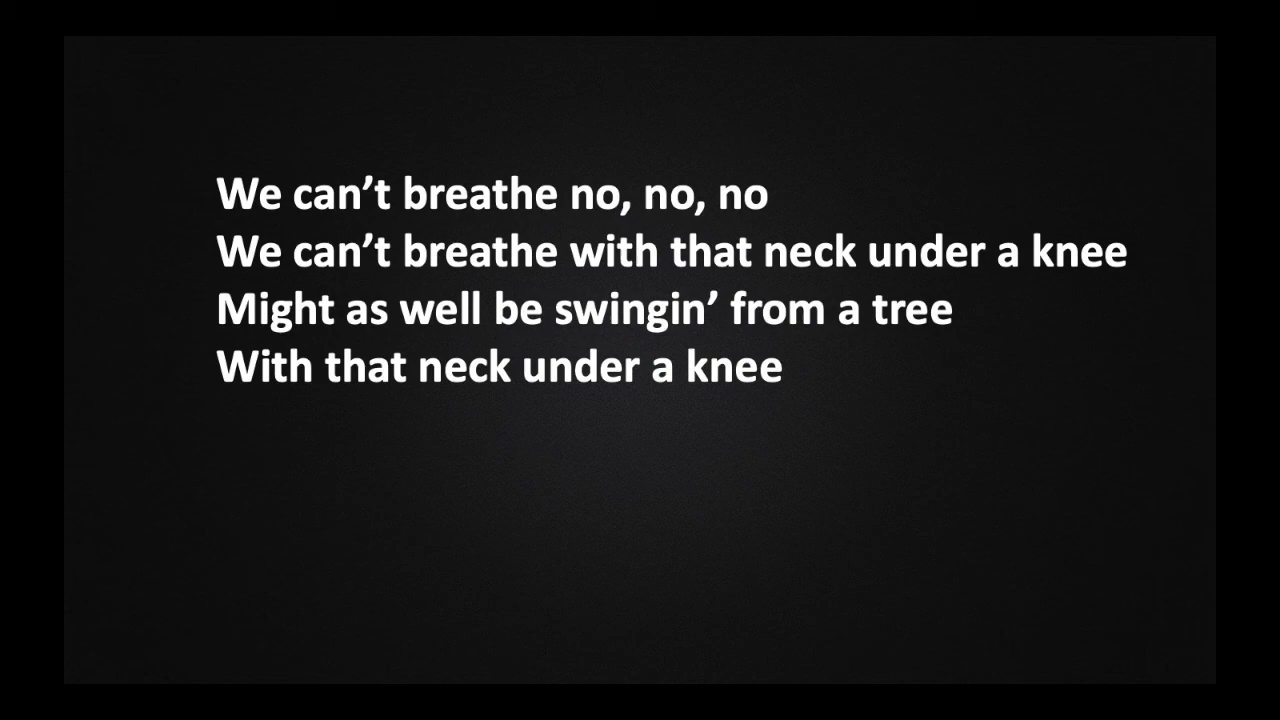 We can’t breathe no, no, no
We can’t breathe with that neck under a knee
Might as well be swingin’ from a tree
With that neck under a knee